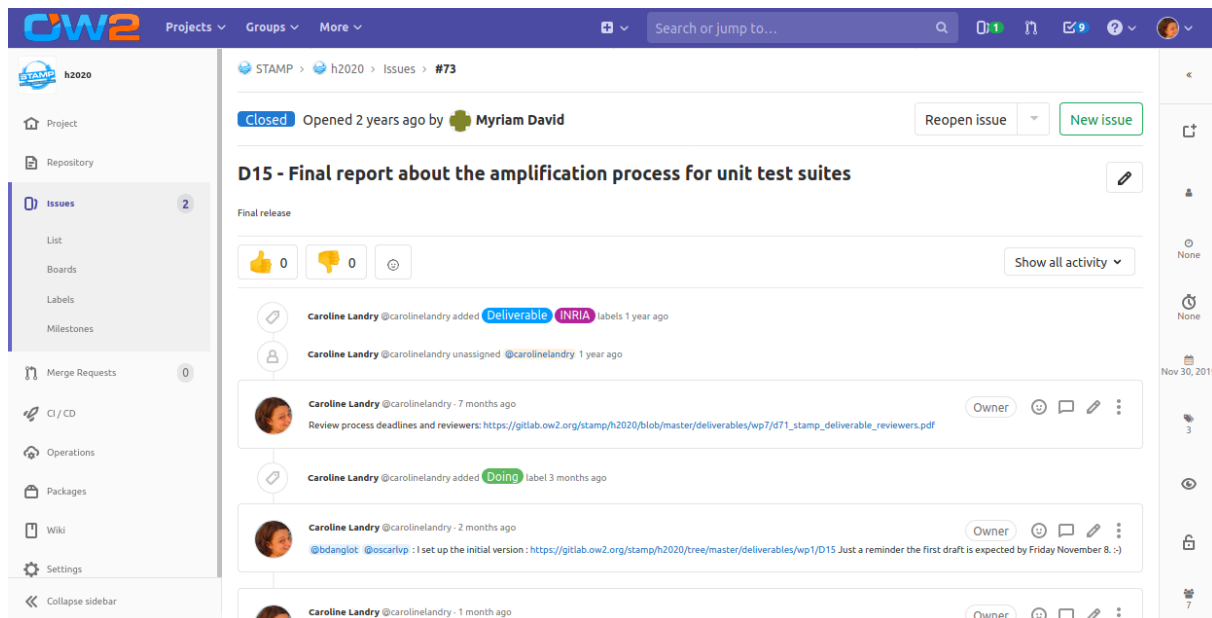 OW2
Projects
Groups
More
Search or jump to...
1
9
STAMP
h2020
Project
Repository
Issues
2
List
Boards
Labels
Milestones
Merge Requests
0
CI / CD
Operations
Packages
Wiki
Settings
Collapse sidebar
STAMP > h2020 > Issues > #73
Closed Opened 2 years ago by Myriam David
Reopen issue
New issue
D15 - Final report about the amplification process for unit test suites
Final release
0
0
Show all activity
Caroline Landry @carolinelandry added Deliverable INRIA labels 1 year ago
Caroline Landry @carolinelandry unassigned @carolinelandry 1 year ago
Caroline Landry @carolinelandry · 7 months ago
Owner
Review process deadlines and reviewers: https://gitlab.ow2.org/stamp/h2020/blob/master/deliverables/wp7/d71_stamp_deliverable_reviewers.pdf
Caroline Landry @carolinelandry added Doing label 3 months ago
Caroline Landry @carolinelandry · 2 months ago
Owner
@bdanglot @oscarlvp : I set up the initial version : https://gitlab.ow2.org/stamp/h2020/tree/master/deliverables/wp1/D15 Just a reminder the first draft is expected by Friday November 8. :-)
Caroline Landry @carolinelandry · 1 month ago
Owner
None
None
Nov 30, 201
3
7